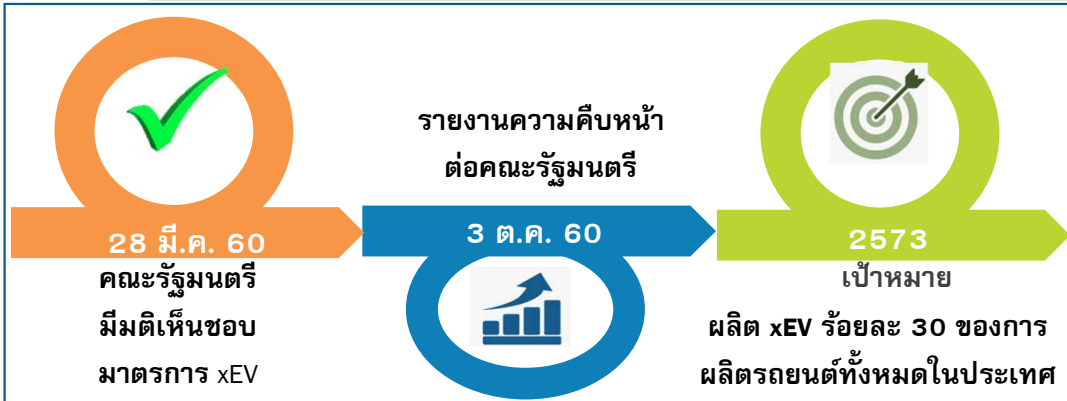 28 มี.ค. 60
คณะรัฐมนตรี
มีมติเห็นชอบ
มาตรการ xEV
รายงานความคืบหน้า
ต่อคณะรัฐมนตรี
3 ต.ค. 60
2573
เป้าหมาย
ผลิต xEV ร้อยละ 30 ของการ
ผลิตรถยนต์ทั้งหมดในประเทศ